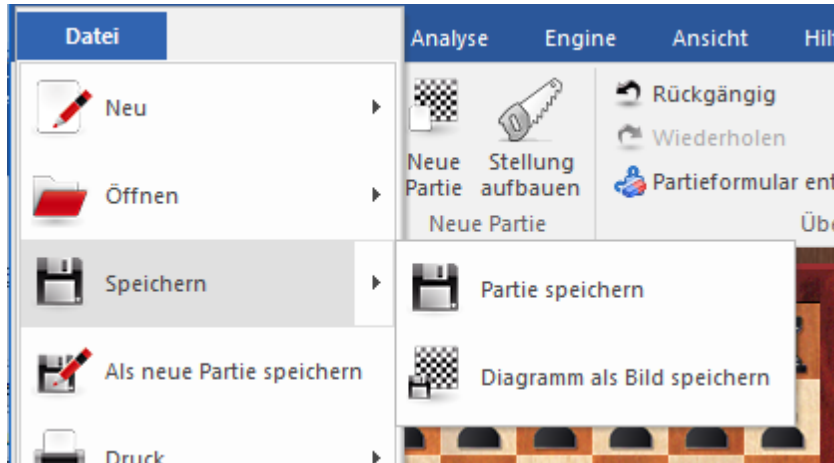 Datei
Analyse Engine Ansicht
Neu
Öffnen
Speichern
Als neue Partie speichern
Druck
Neue Partie
Stellung aufbauen
Neue Partie
Rückgängig
Wiederholen
Partieformular
Partie speichern
Diagramm als Bild speichern